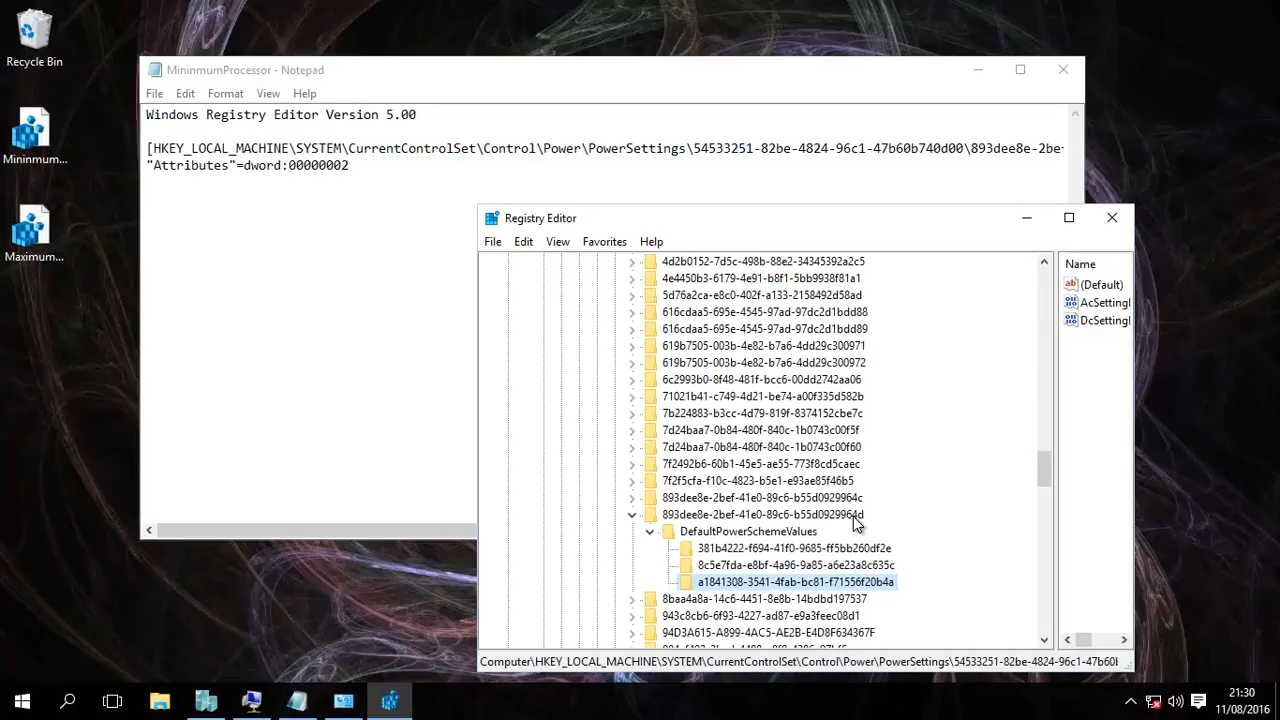 Recycle Bin
Mininmum...
Maximum...
MininmumProcessor - Notepad
File Edit Format View Help
Windows Registry Editor Version 5.00
[HKEY_LOCAL_MACHINE\SYSTEM\CurrentControlSet\Control\Power\PowerSettings\54533251-82be-4824-96c1-47b60b740d00\893dee8e-2be
"Attributes"=dword:00000002
Registry Editor
File Edit View Favorites Help
4d2b0152-7d5c-498b-88e2-34345392a2c5
4e4450b3-6179-4e91-b8f1-5bb9938f81a1
5d76a2ca-e8c0-402f-a133-2158492d58ad
616cdaa5-695e-4545-97ad-97dc2d1bdd88
616cdaa5-695e-4545-97ad-97dc2d1bdd89
619b7505-003b-4e82-b7a6-4dd29c300971
619b7505-003b-4e82-b7a6-4dd29c300972
6c2993b0-8f48-481f-bcc6-00dd2742aa06
71021b41-c749-4d21-be74-a00f335d582b
7b224883-b3cc-4d79-819f-8374152cbe7c
7d24baa7-0b84-480f-840c-1b0743c00f5f
7d24baa7-0b84-480f-840c-1b0743c00f60
7f2492b6-60b1-45e5-ae55-773f8cd5caec
7f2f5cfa-f10c-4823-b5e1-e93ae85f46b5
893dee8e-2bef-41e0-89c6-b55d0929964c
893dee8e-2bef-41e0-89c6-b55d0929964d
DefaultPowerSchemeValues
381b4222-f694-41f0-9685-ff5bb260df2e
8c5e7fda-e8bf-4a96-9a85-a6e23a8c635c
a1841308-3541-4fab-bc81-f71556f20b4a
8baa4a8a-14c6-4451-8e8b-14bdbd197537
943c8cb6-6f93-4227-ad87-e9a3feec08d1
94D3A615-A899-4AC5-AE2B-E4D8F634367F
Name
(Default)
AcSettingI
DcSettingI
Computer\HKEY_LOCAL_MACHINE\SYSTEM\CurrentControlSet\Control\Power\PowerSettings\54533251-82be-4824-96c1-47b60
21:30
11/08/2016